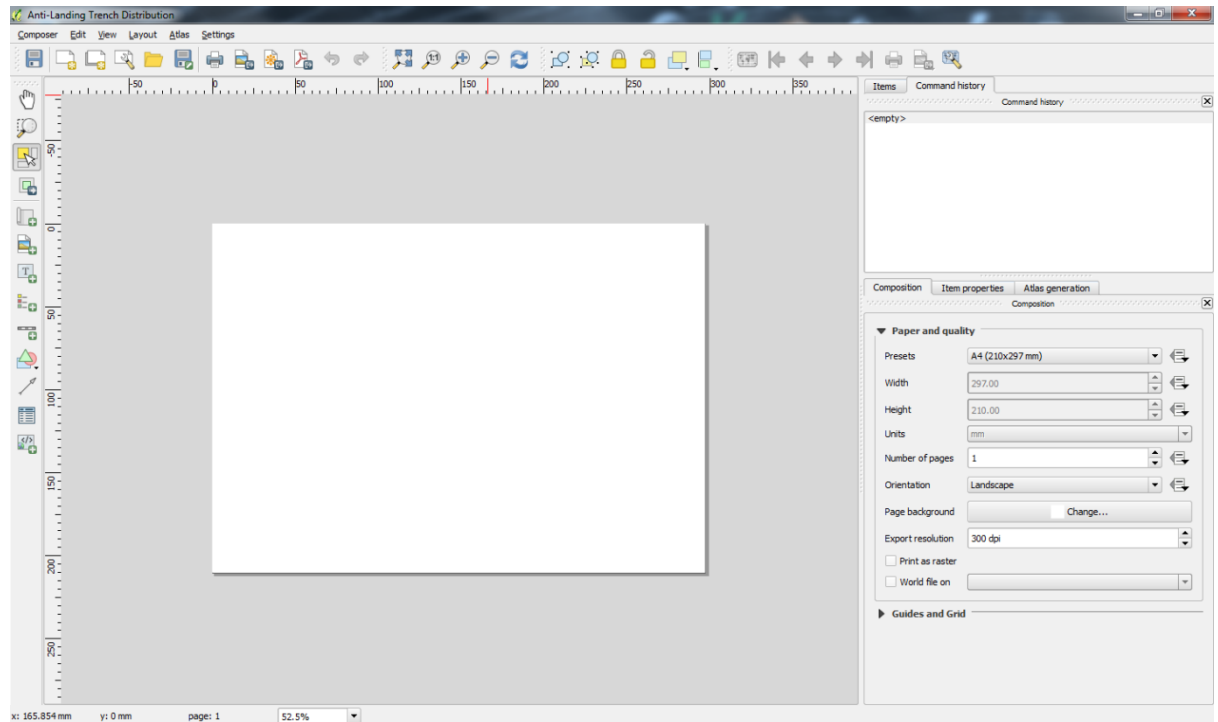 Anti-Landing Trench Distribution
Composer Edit View Layout Atlas Settings
-50 0 50 100 150 200 250 300 350
-50 0 50 100 150 200 250
Items Command history
Command history
<empty>
Composition Item properties Atlas generation
Composition
Paper and quality
Presets A4 (210x297 mm)
Width 297.00
Height 210.00
Units mm
Number of pages 1
Orientation Landscape
Page background Change...
Export resolution 300 dpi
Print as raster
World file on
Guides and Grid
x: 165.854 mm y: 0 mm page: 1 52.5%